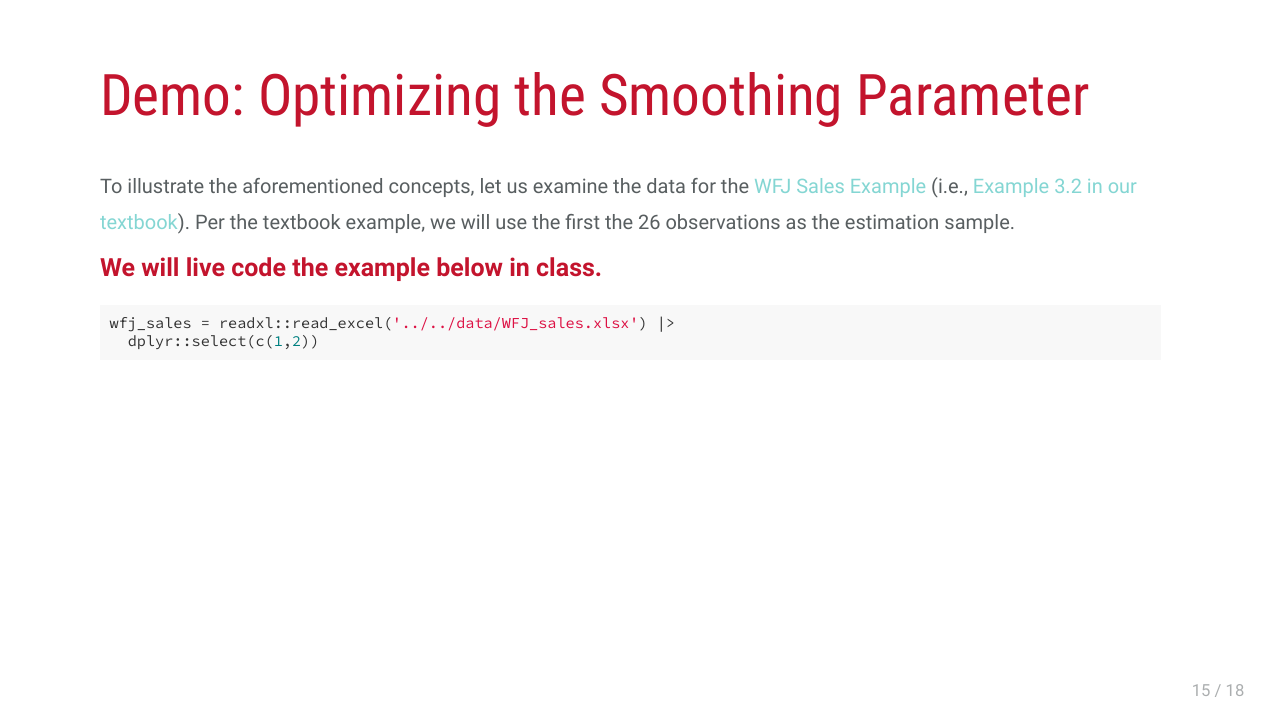 Demo: Optimizing the Smoothing Parameter
To illustrate the aforementioned concepts, let us examine the data for the WFJ Sales Example (i.e., Example 3.2 in our
textbook). Per the textbook example, we will use the first the 26 observations as the estimation sample.
We will live code the example below in class.
wfj_sales = readxl::read_excel('../../data/WFJ_sales.xlsx') |>
  dplyr::select(c(1,2))
15 / 18